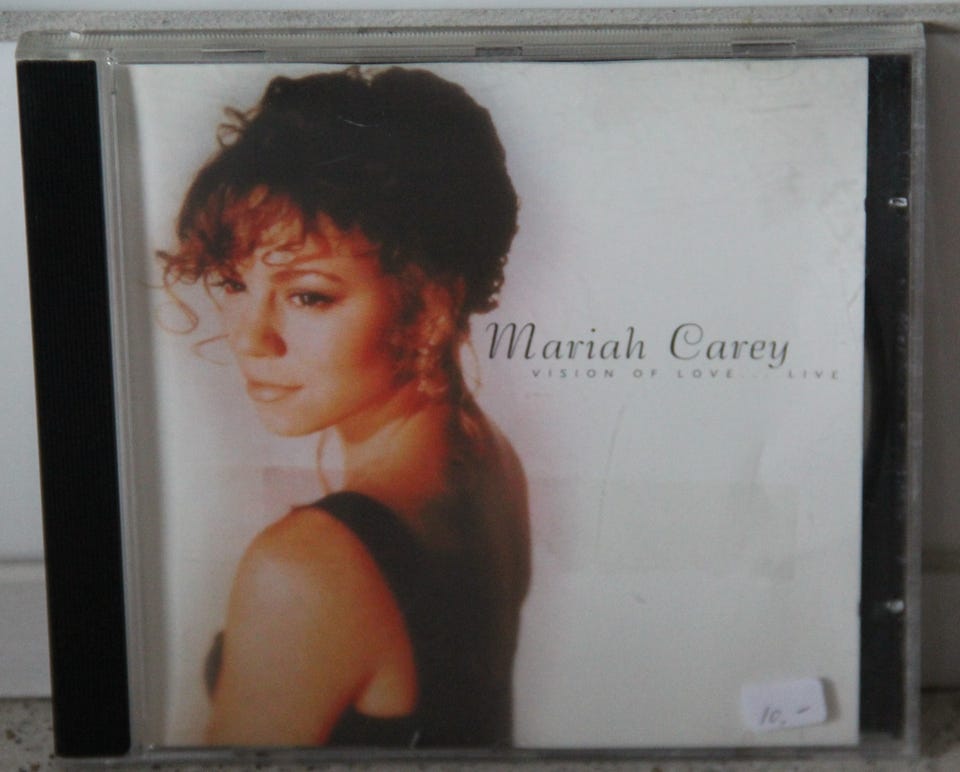 Mariah Carey
VISION OF LOVE... LIVE
10.-